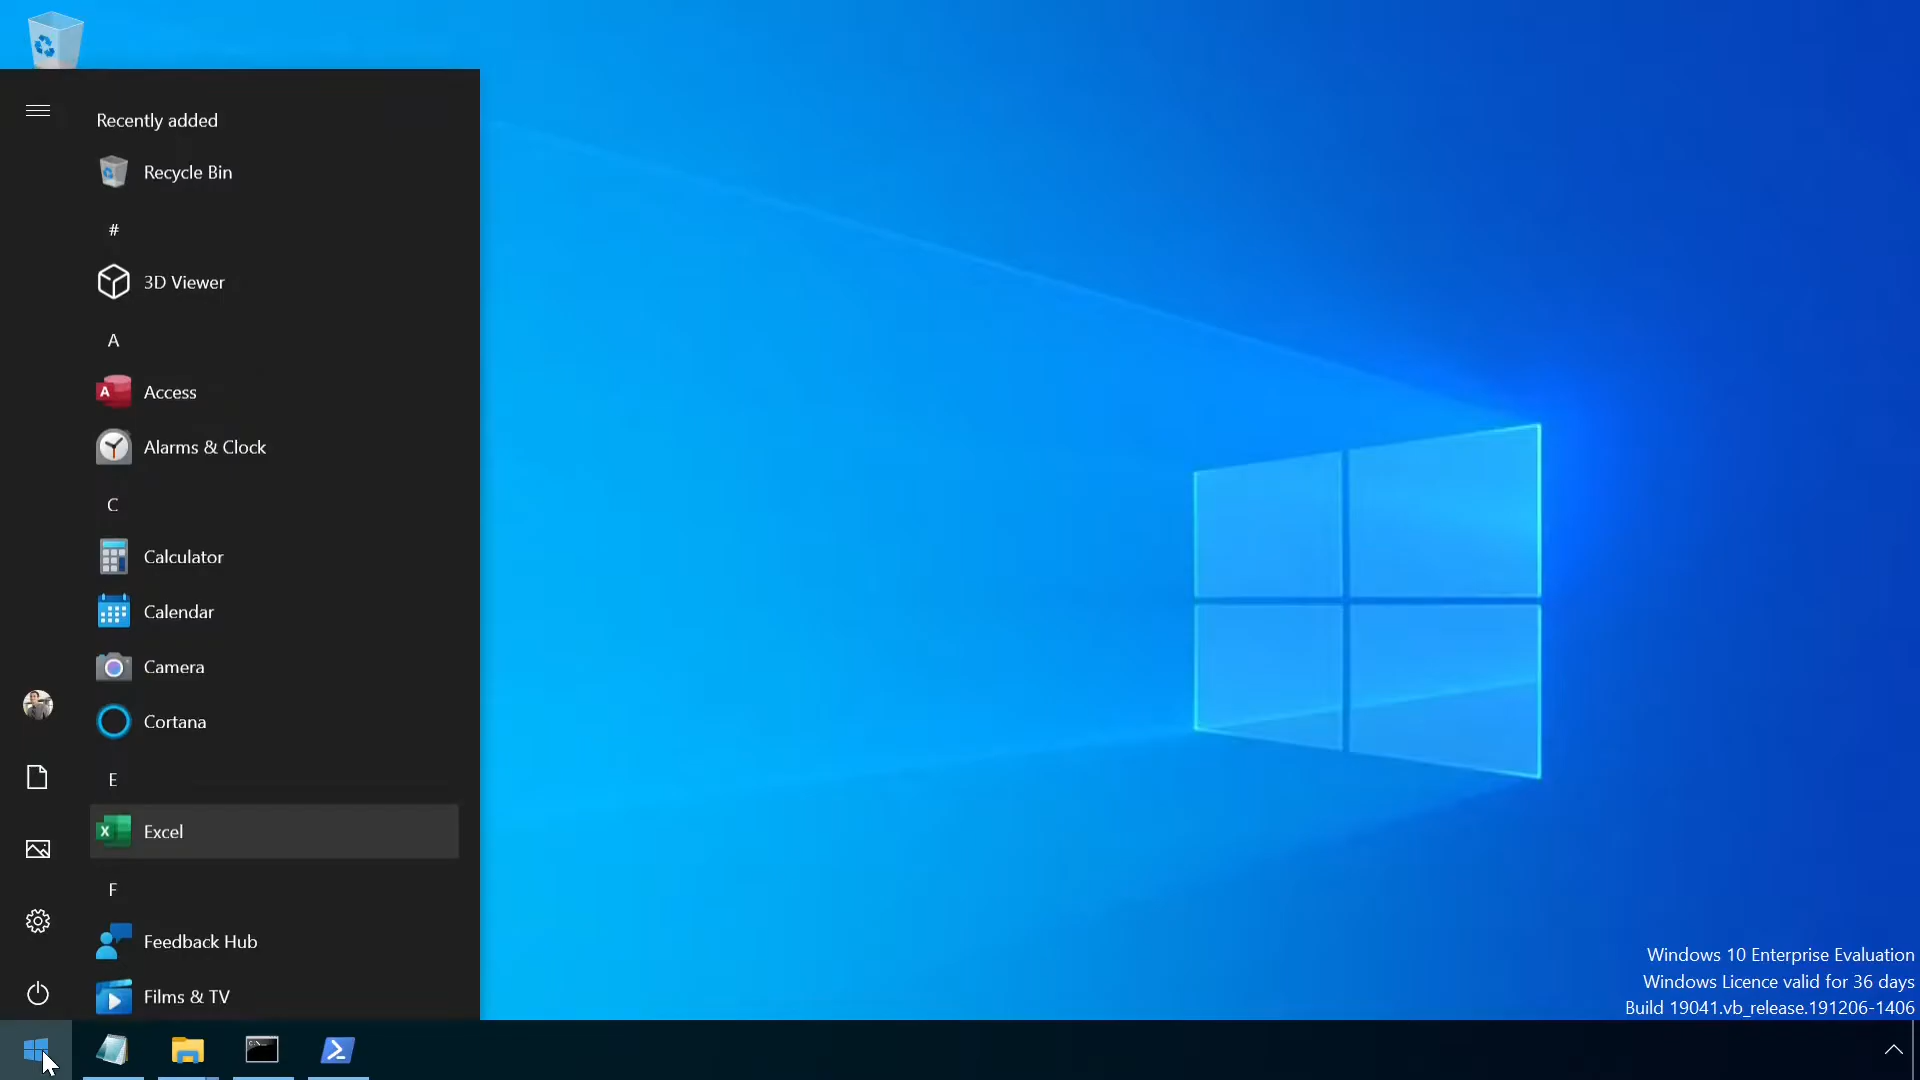 Recently added
Recycle Bin
#
3D Viewer
A
Access
Alarms & Clock
C
Calculator
Calendar
Camera
Cortana
E
Excel
F
Feedback Hub
Films & TV
Windows 10 Enterprise Evaluation
Windows Licence valid for 36 days
Build 19041.vb_release.191206-1406